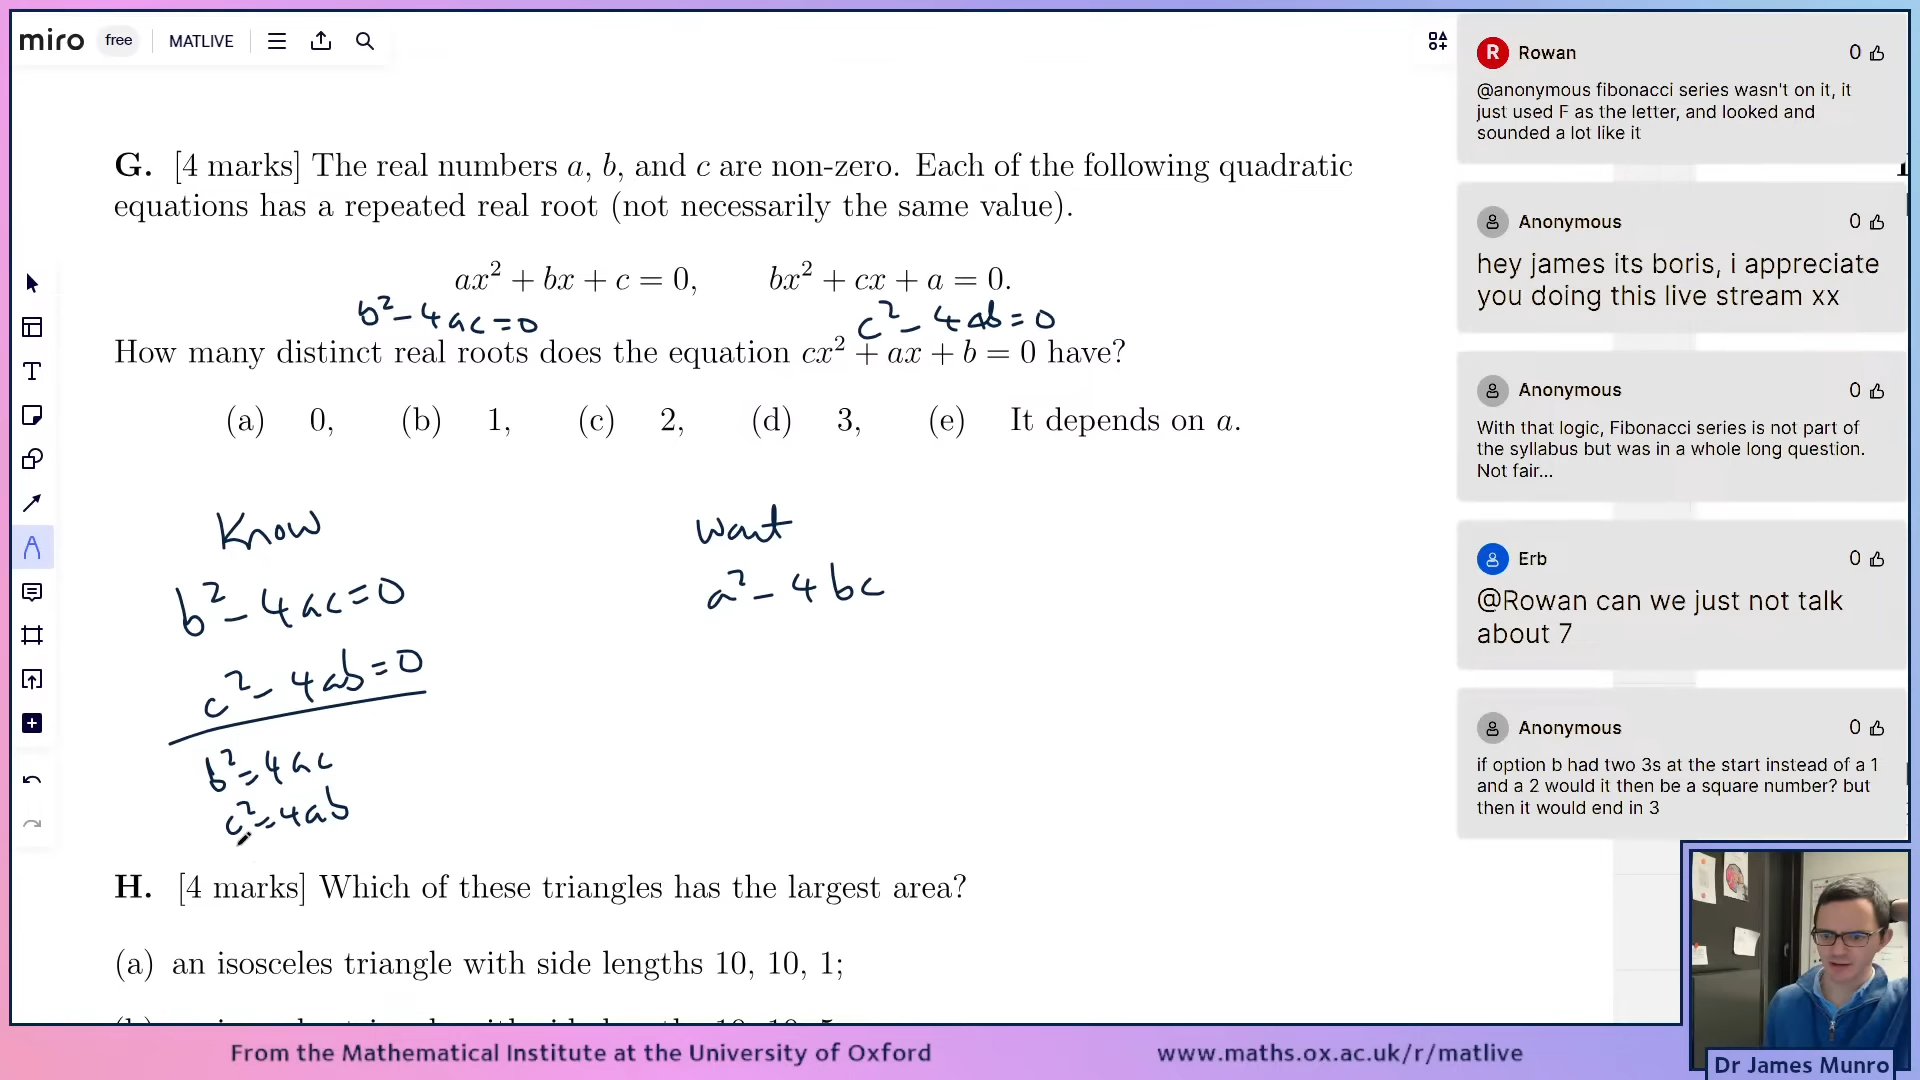 miro free MATLIVE
G. [4 marks] The real numbers a, b, and c are non-zero. Each of the following quadratic
equations has a repeated real root (not necessarily the same value).
ax² + bx + c = 0, bx² + cx + a = 0.
b² - 4ac = 0 c² - 4ab = 0
How many distinct real roots does the equation cx² + ax + b = 0 have?
(a) 0, (b) 1, (c) 2, (d) 3, (e) It depends on a.
Know
b² - 4ac = 0
c² - 4ab = 0
b² = 4ac
c² = 4ab
Want
a² - 4bc
H. [4 marks] Which of these triangles has the largest area?
(a) an isosceles triangle with side lengths 10, 10, 1;
R Rowan 0
@anonymous fibonacci series wasn't on it, it
just used F as the letter, and looked and
sounded a lot like it
Anonymous 0
hey james its boris, i appreciate
you doing this live stream xx
Anonymous 0
With that logic, Fibonacci series is not part of
the syllabus but was in a whole long question.
Not fair...
Erb 0
@Rowan can we just not talk
about 7
Anonymous 0
if option b had two 3s at the start instead of a 1
and a 2 would it then be a square number? but
then it would end in 3
From the Mathematical Institute at the University of Oxford
www.maths.ox.ac.uk/r/matlive
Dr James Munro